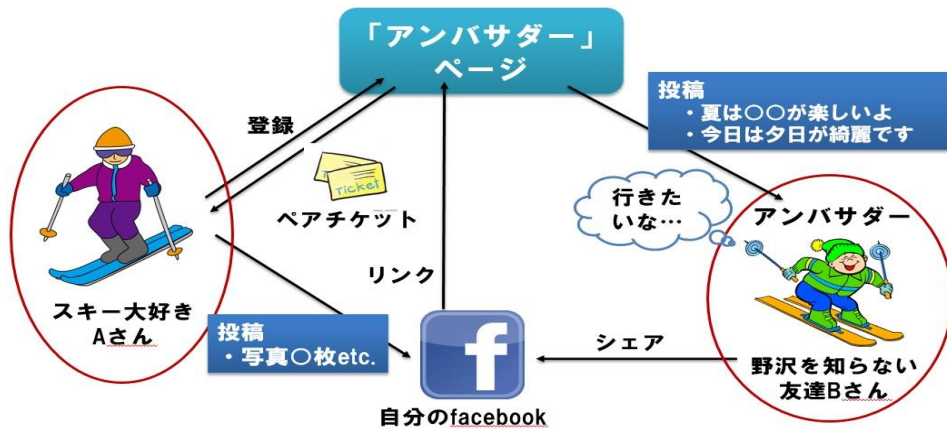 「アンバサダー」
ページ
投稿
・夏は○○が楽しいよ
・今日は夕日が綺麗です
登録
Ticket
ペアチケット
行きた
いな…
アンバサダー
リンク
スキー大好き
Aさん
投稿
・写真○枚etc.
f
シェア
野沢を知らない
友達Bさん
自分のfacebook